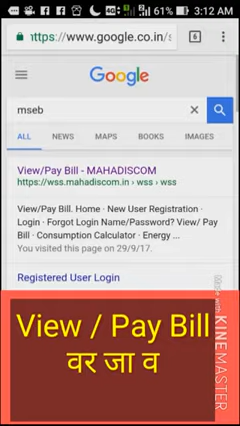 61% 3:12 AM
https://www.google.co.in/s
6
Google
mseb
ALL NEWS MAPS BOOKS IMAGES
View/Pay Bill - MAHADISCOM
https://wss.mahadiscom.in › wss › wss
View/Pay Bill. Home · New User Registration ·
Login · Forgot Login Name/Password? View/ Pay
Bill · Consumption Calculator · Energy ...
You visited this page on 29/9/17.
Registered User Login
Made with
KINEMASTER
View / Pay Bill
वर जा व